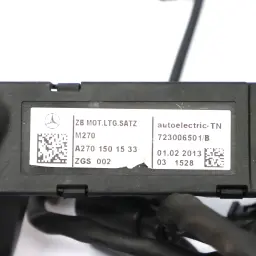 ZB MOT.LTG.SATZ
M270
A270 150 15 33
ZGS 002
autoelectric-TN
723006501/B
01.02 2013
03 1528